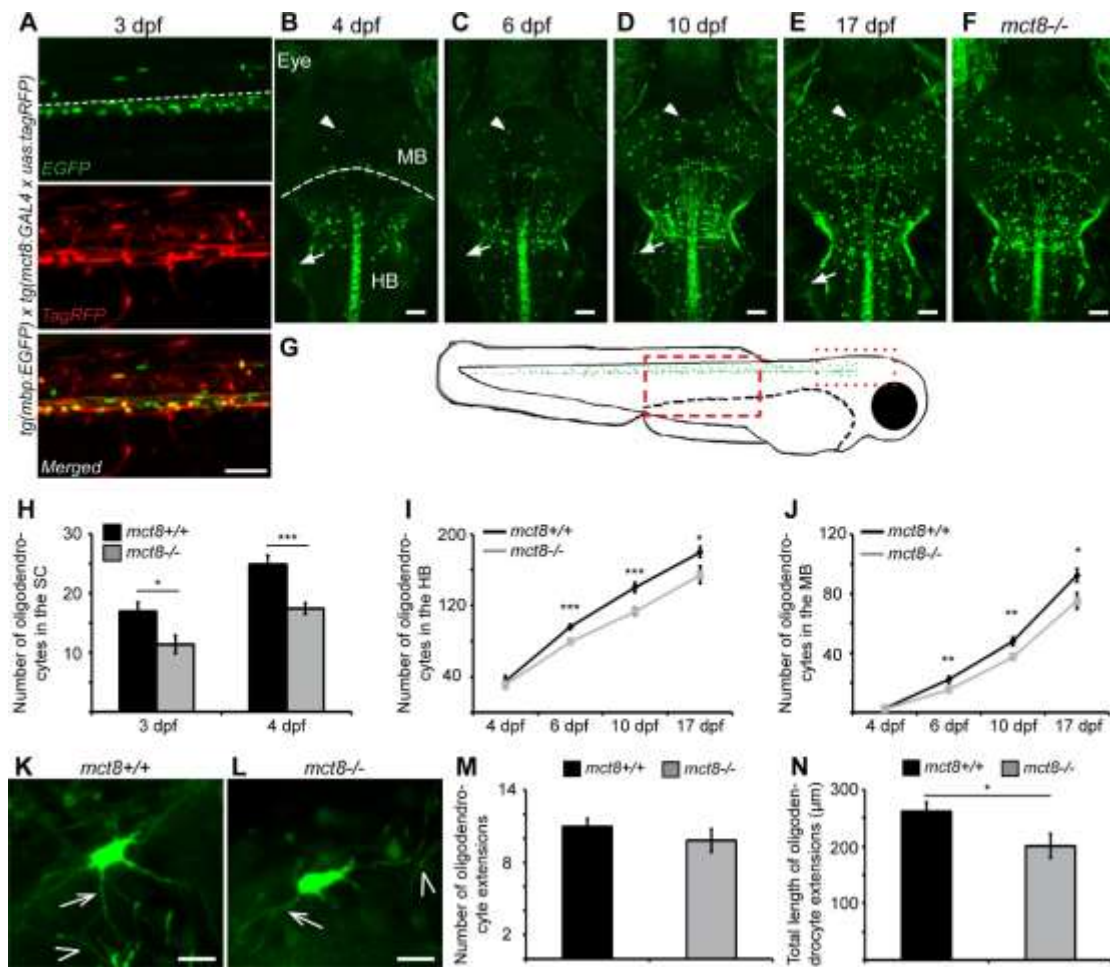 A
3 dpf
EGFP
TagRFP
Merged
tg(mbp:EGFP) x tg(mct8:GAL4 x uas:tagRFP)
B
4 dpf
Eye
MB
HB
C
6 dpf
D
10 dpf
E
17 dpf
F
mct8-/-
G
H
mct8+/+
mct8-/-
Number of oligodendro-
cytes in the SC
30
20
10
*
***
3 dpf
4 dpf
I
mct8+/+
mct8-/-
Number of oligodendro-
cytes in the HB
200
120
40
***
***
*
4 dpf
6 dpf
10 dpf
17 dpf
J
mct8+/+
mct8-/-
Number of oligodendro-
cytes in the MB
120
80
40
**
**
*
4 dpf
6 dpf
10 dpf
17 dpf
K
mct8+/+
L
mct8-/-
M
mct8+/+
mct8-/-
Number of oligodendro-
cyte extensions
14
8
2
N
mct8+/+
mct8-/-
Total length of oligoden-
drocyte extensions (µm)
300
250
200
150
100
50
*